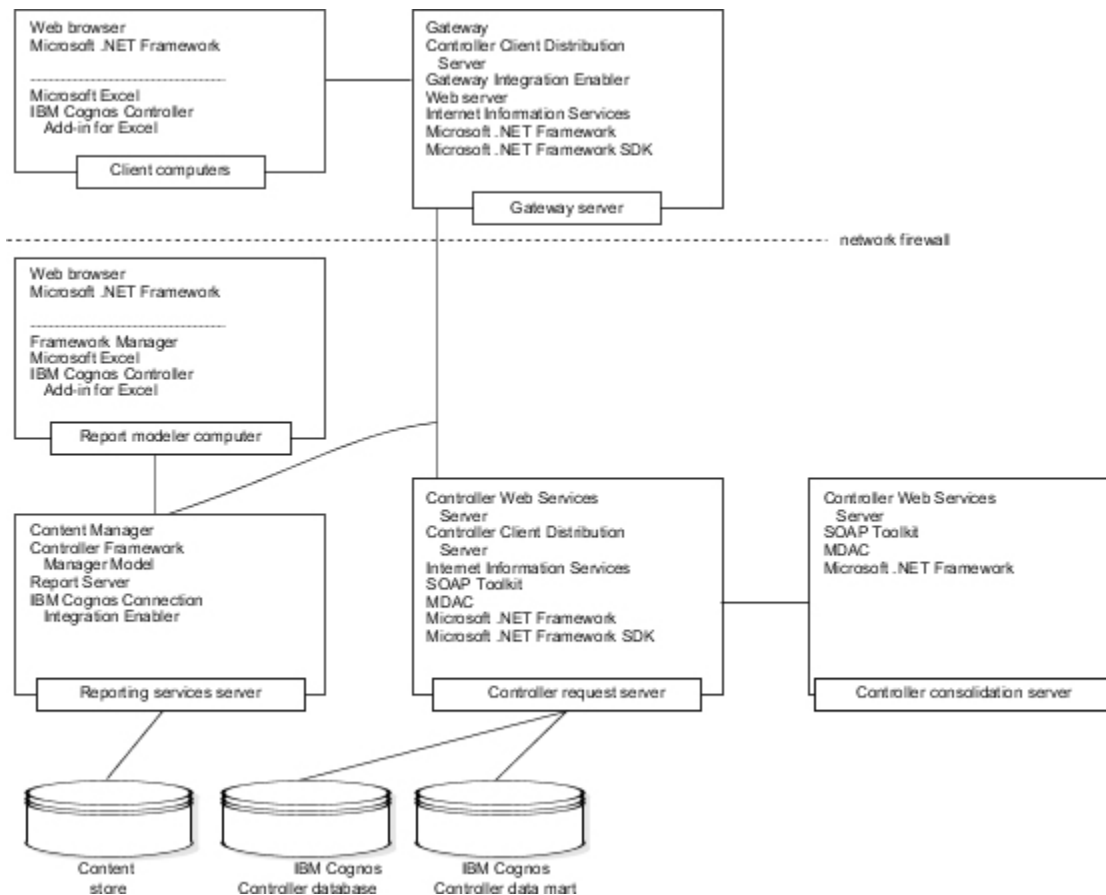 Web browser
Microsoft .NET Framework
Microsoft Excel
IBM Cognos Controller
Add-in for Excel
Client computers
Gateway
Controller Client Distribution
Server
Gateway Integration Enabler
Web server
Internet Information Services
Microsoft .NET Framework
Microsoft .NET Framework SDK
Gateway server
network firewall
Web browser
Microsoft .NET Framework
Framework Manager
Microsoft Excel
IBM Cognos Controller
Add-in for Excel
Report modeler computer
Content Manager
Controller Framework
Manager Model
Report Server
IBM Cognos Connection
Integration Enabler
Reporting services server
Controller Web Services
Server
Controller Client Distribution
Server
Internet Information Services
SOAP Toolkit
MDAC
Microsoft .NET Framework
Microsoft .NET Framework SDK
Controller request server
Controller Web Services
Server
SOAP Toolkit
MDAC
Microsoft .NET Framework
Controller consolidation server
Content
store
IBM Cognos
Controller database
IBM Cognos
Controller data mart